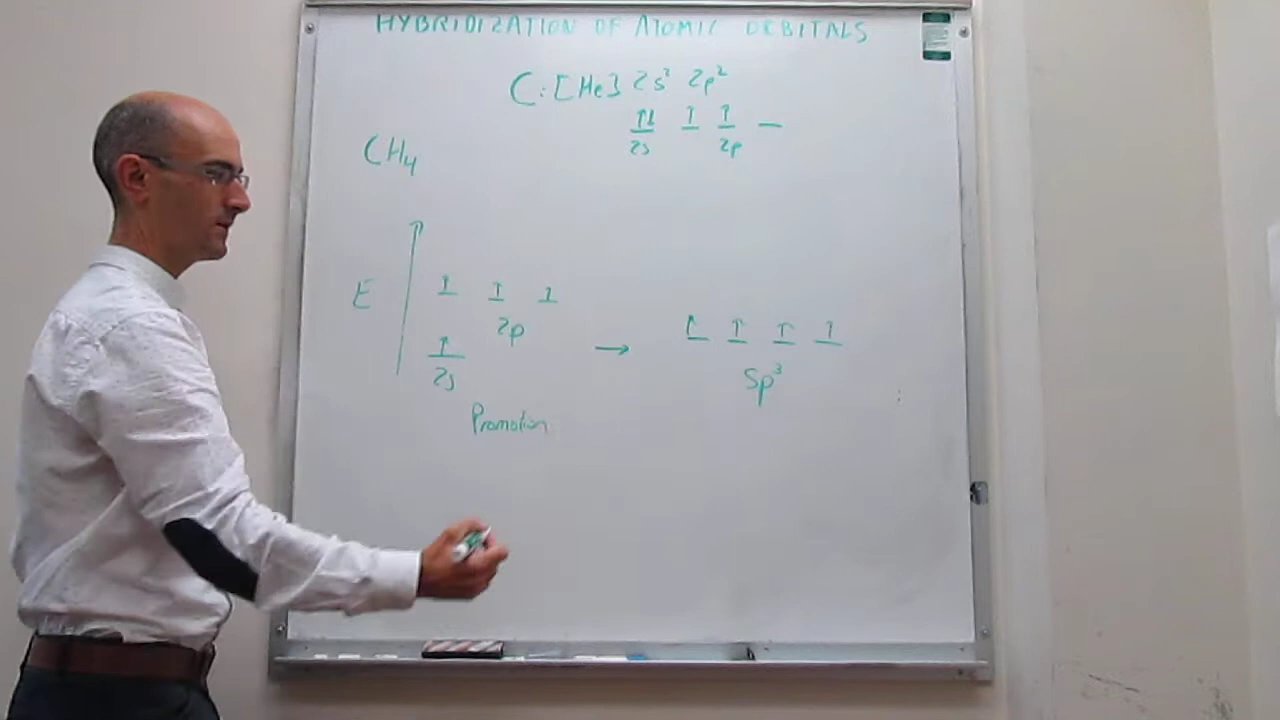 HYBRIDIZATION OF ATOMIC ORBITALS
C: [He] 2s² 2p²
2s 2p
CH4
E
2p
2s
→
sp³
Promotion